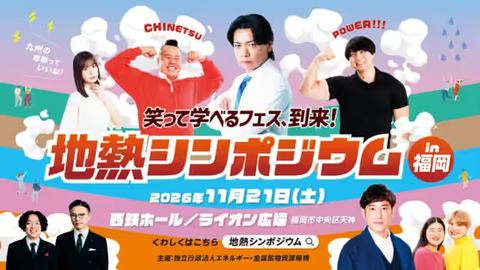 九州の
地熱って
いいね!
CHINETSU
POWER!!!
笑って学べるフェス、到来!
地熱シンポジウム
in
福岡
2026年11月21日(土)
西鉄ホール/ライオン広場 福岡市中央区天神
くわしくはこちら 地熱シンポジウム
主催:独立行政法人エネルギー・金属鉱物資源機構